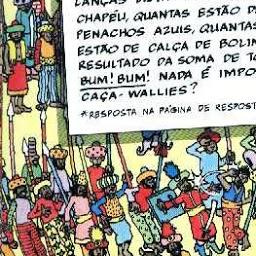 CHAPÉU, QUANTAS ESTÃO D
PENACHOS AZUIS, QUANTAS
ESTÃO DE CALÇA DE BOLIN
RESULTADO DA SOMA DE T
BUM! BUM! NADA É IMPO
CAÇA-WALLIES?
*RESPOSTA NA PÁGINA DE RESPOST